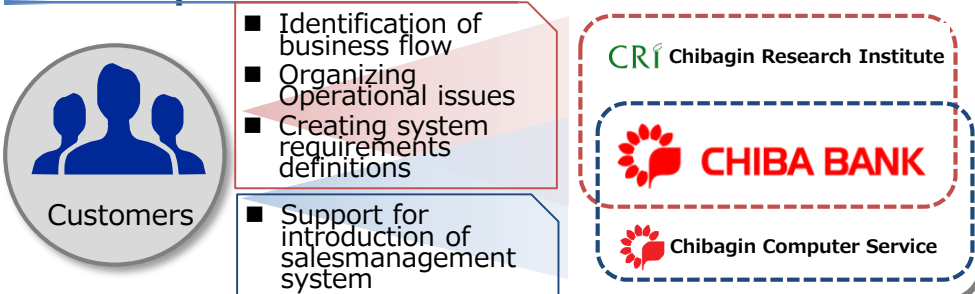 Customers
■ Identification of
business flow
■ Organizing
Operational issues
■ Creating system
requirements
definitions
■ Support for
introduction of
salesmanagement
system
CRI Chibagin Research Institute
CHIBA BANK
Chibagin Computer Service